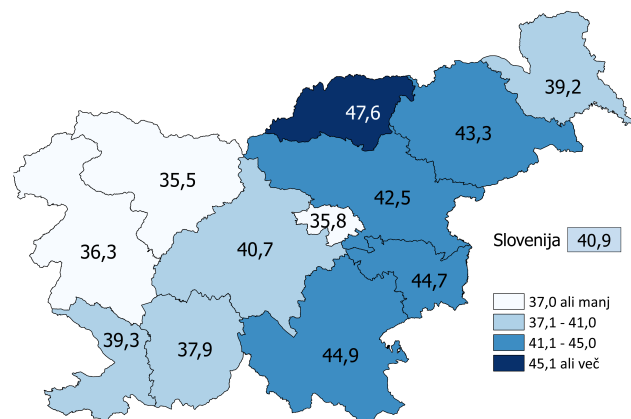 39,2
47,6
43,3
35,5
42,5
35,8
36,3
40,7
Slovenija 40,9
44,7
39,3
37,9
44,9
37,0 ali manj
37,1 - 41,0
41,1 - 45,0
45,1 ali več